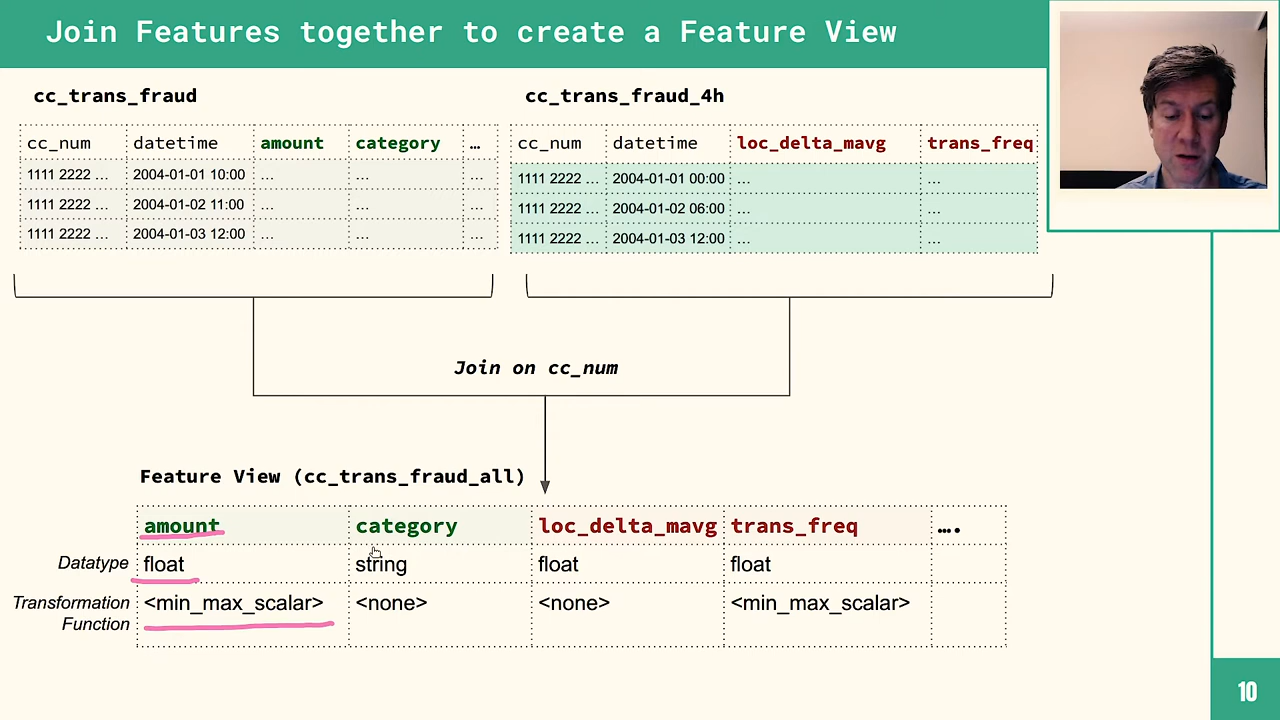 Join Features together to create a Feature View
cc_trans_fraud
cc_num datetime amount category …
1111 2222 … 2004-01-01 10:00 … … …
1111 2222 … 2004-01-02 11:00 … … …
1111 2222 … 2004-01-03 12:00 … … …
cc_trans_fraud_4h
cc_num datetime loc_delta_mavg trans_freq
1111 2222 … 2004-01-01 00:00 … …
1111 2222 … 2004-01-02 06:00 … …
1111 2222 … 2004-01-03 12:00 … …
Join on cc_num
Feature View (cc_trans_fraud_all)
amount category loc_delta_mavg trans_freq ….
Datatype float string float float
Transformation Function <min_max_scalar> <none> <none> <min_max_scalar>
10